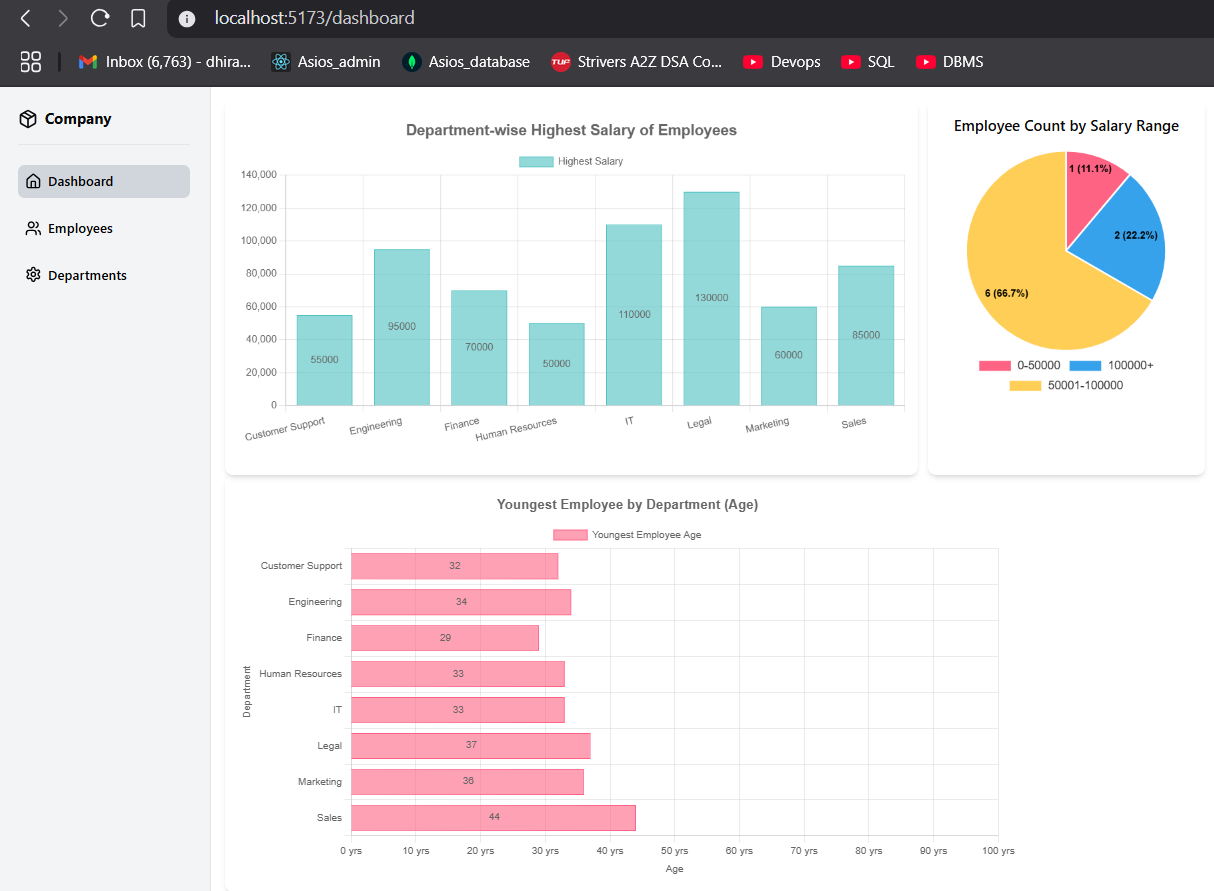 localhost:5173/dashboard
Inbox (6,763) - dhira... Asios_admin Asios_database TUF Strivers A2Z DSA Co... Devops SQL DBMS
Company
Dashboard
Employees
Departments
Department-wise Highest Salary of Employees
Highest Salary
140,000
120,000
100,000
80,000
60,000
40,000
20,000
0
55000
95000
70000
50000
110000
130000
60000
85000
Customer Support
Engineering
Finance
Human Resources
IT
Legal
Marketing
Sales
Employee Count by Salary Range
1 (11.1%)
2 (22.2%)
6 (66.7%)
0-50000 100000+
50001-100000
Youngest Employee by Department (Age)
Youngest Employee Age
Department
Customer Support 32
Engineering 34
Finance 29
Human Resources 33
IT 33
Legal 37
Marketing 36
Sales 44
0 yrs 10 yrs 20 yrs 30 yrs 40 yrs 50 yrs 60 yrs 70 yrs 80 yrs 90 yrs 100 yrs
Age